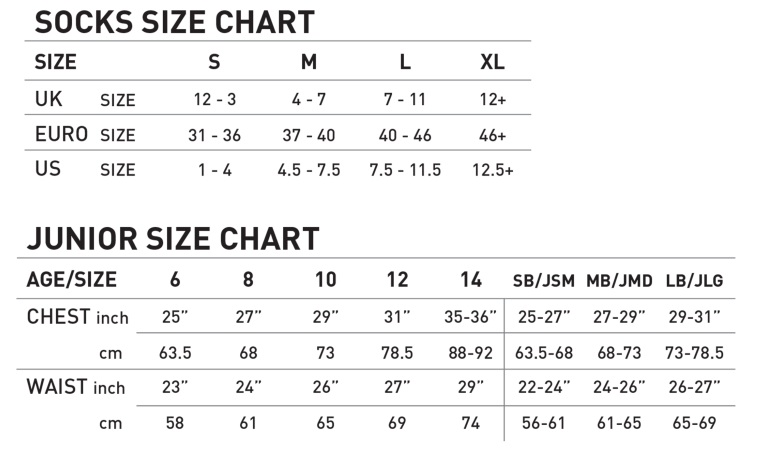 SOCKS SIZE CHART
SIZE S M L XL
UK SIZE 12 - 3 4 - 7 7 - 11 12+
EURO SIZE 31 - 36 37 - 40 40 - 46 46+
US SIZE 1 - 4 4.5 - 7.5 7.5 - 11.5 12.5+
JUNIOR SIZE CHART
AGE/SIZE 6 8 10 12 14 SB/JSM MB/JMD LB/JLG
CHEST inch 25” 27” 29” 31” 35-36” 25-27” 27-29” 29-31”
cm 63.5 68 73 78.5 88-92 63.5-68 68-73 73-78.5
WAIST inch 23” 24” 26” 27” 29” 22-24” 24-26” 26-27”
cm 58 61 65 69 74 56-61 61-65 65-69